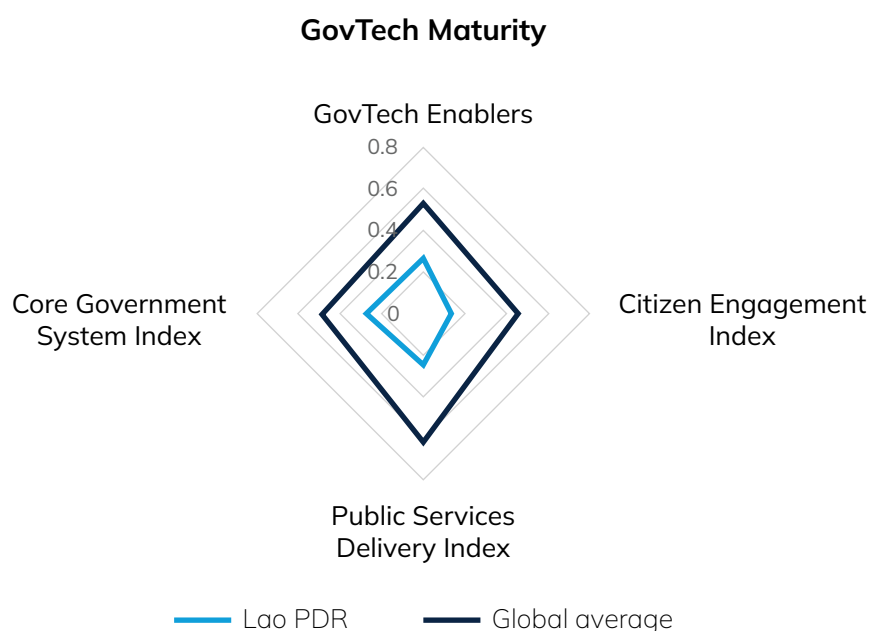 GovTech Maturity
GovTech Enablers
0.8
0.6
0.4
0.2
0
Core Government
System Index
Citizen Engagement
Index
Public Services
Delivery Index
Lao PDR
Global average